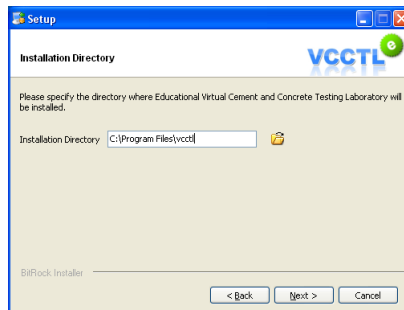 Setup
Installation Directory
VCCTL e
Please specify the directory where Educational Virtual Cement and Concrete Testing Laboratory will
be installed.
Installation Directory C:\Program Files\vcctl
BitRock Installer
< Back Next > Cancel